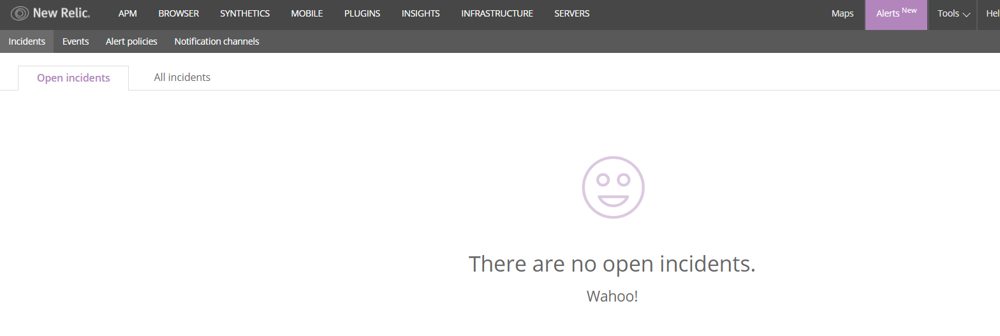 New Relic. APM BROWSER SYNTHETICS MOBILE PLUGINS INSIGHTS INFRASTRUCTURE SERVERS Maps Alerts New Tools
Incidents Events Alert policies Notification channels
Open incidents All incidents
There are no open incidents.
Wahoo!